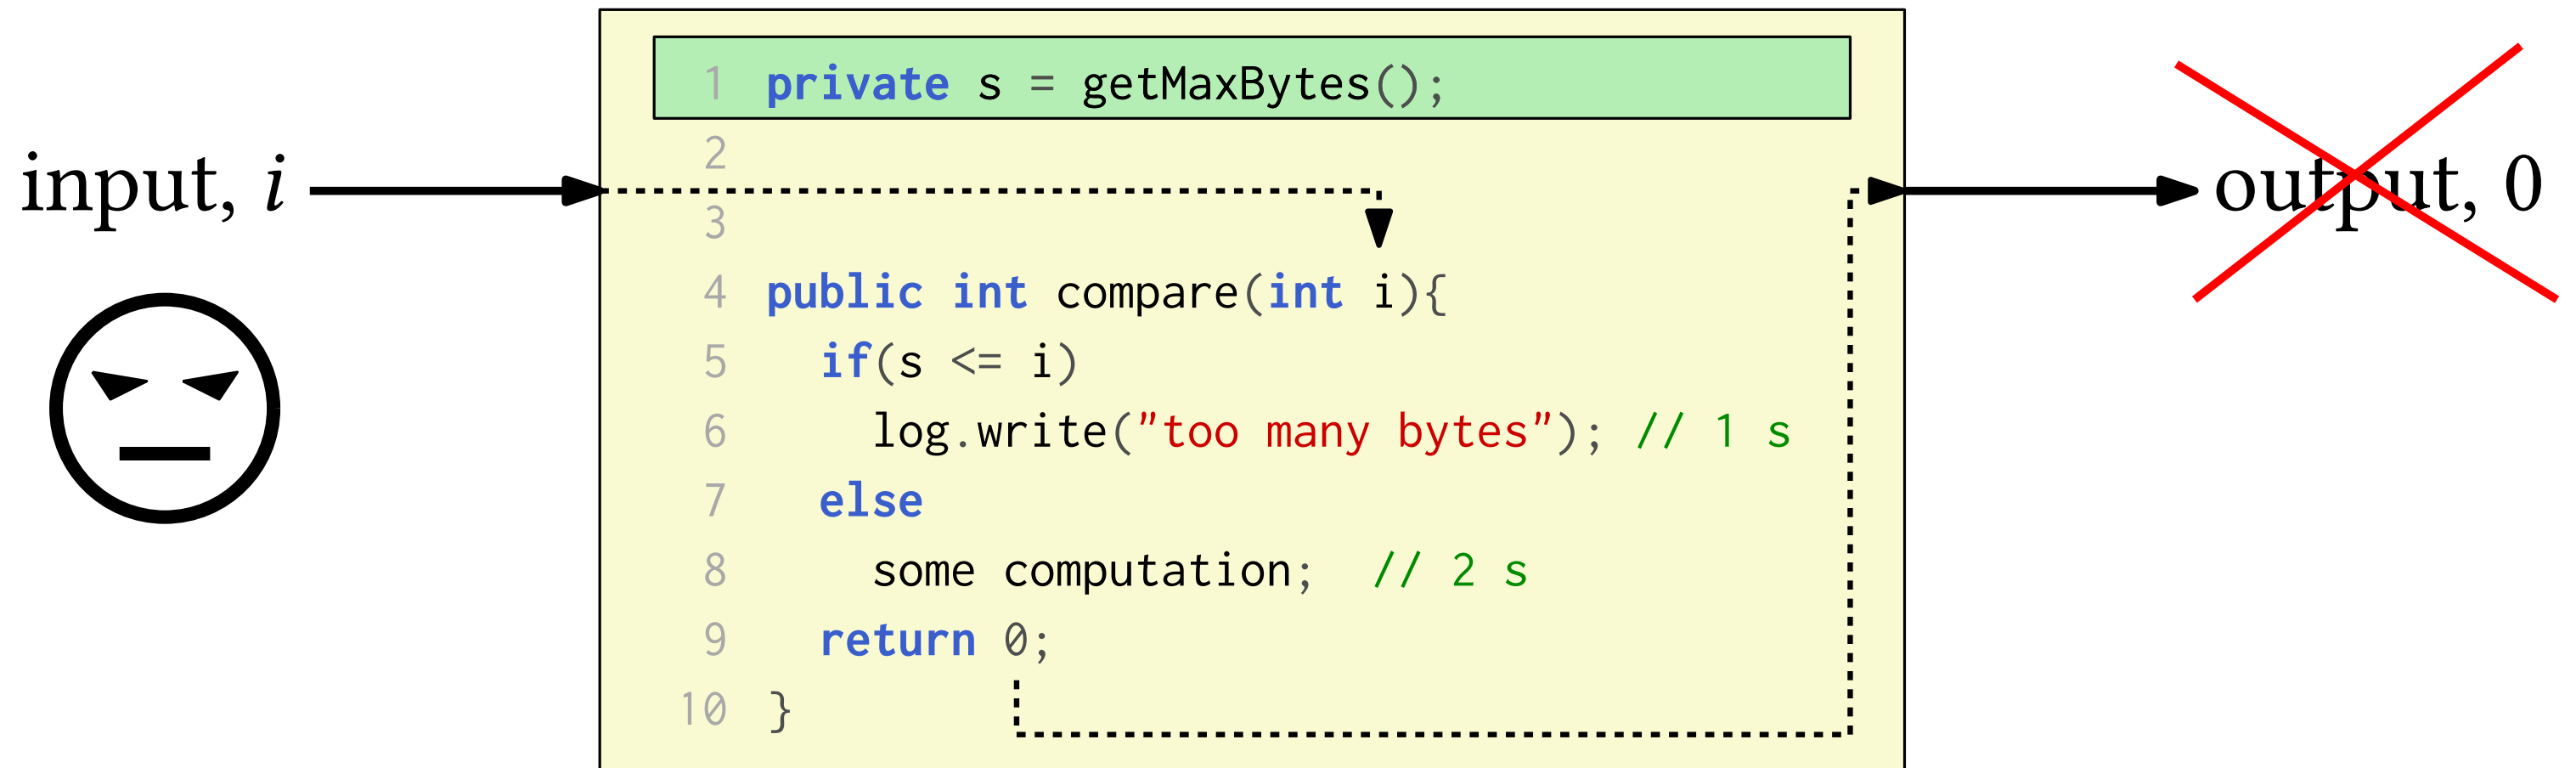 input, i
1 private s = getMaxBytes();
2
3
4 public int compare(int i){
5 if(s <= i)
6 log.write("too many bytes"); // 1 s
7 else
8 some computation; // 2 s
9 return 0;
10 }
output, 0